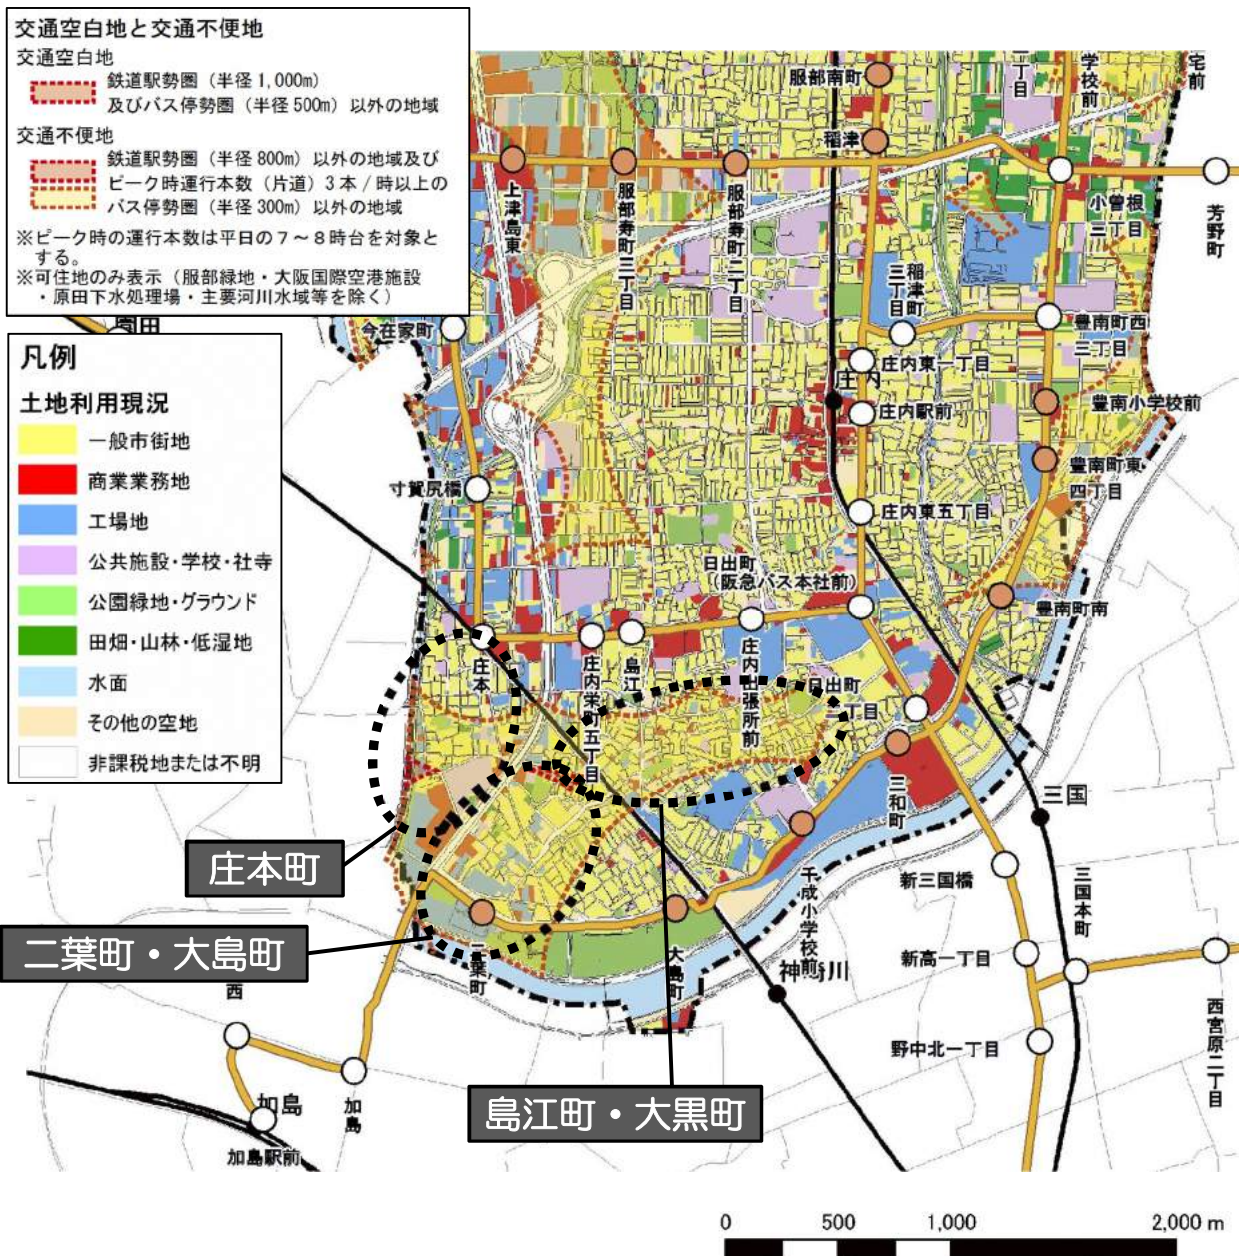 交通空白地と交通不便地
交通空白地
鉄道駅勢圏（半径1,000m）
及びバス停勢圏（半径500m）以外の地域
交通不便地
鉄道駅勢圏（半径800m）以外の地域及び
ピーク時運行本数（片道）3本／時以上の
バス停勢圏（半径300m）以外の地域
※ピーク時の運行本数は平日の7～8時台を対象と
する。
※可住地のみ表示（服部緑地・大阪国際空港施設
・原田下水処理場・主要河川水域等を除く）
凡例
土地利用現況
一般市街地
商業業務地
工場地
公共施設・学校・社寺
公園緑地・グラウンド
田畑・山林・低湿地
水面
その他の空地
非課税地または不明
服部南町
稲津
丁目
学校前
宅前
上津島東
服部寿町三丁目
服部寿町二丁目
小曽根
三丁目
芳野町
園田
今在家町
稲津町
三丁目
豊南町西
三丁目
庄内東一丁目
庄内
庄内駅前
豊南小学校前
豊南町東
四丁目
寸賀尻橋
庄内東五丁目
日出町
（阪急バス本社前）
豊南町南
庄本
庄内栄町五丁目
島江
庄内出張所前
日出町
二丁目
三和町
三国
庄本町
新三国橋
三国本町
千成小学校前
二葉町・大島町
二葉町
大島町
神崎川
新高一丁目
西
西宮原二丁目
野中北一丁目
島江町・大黒町
加島
加島
加島駅前
0 500 1,000 2,000 m